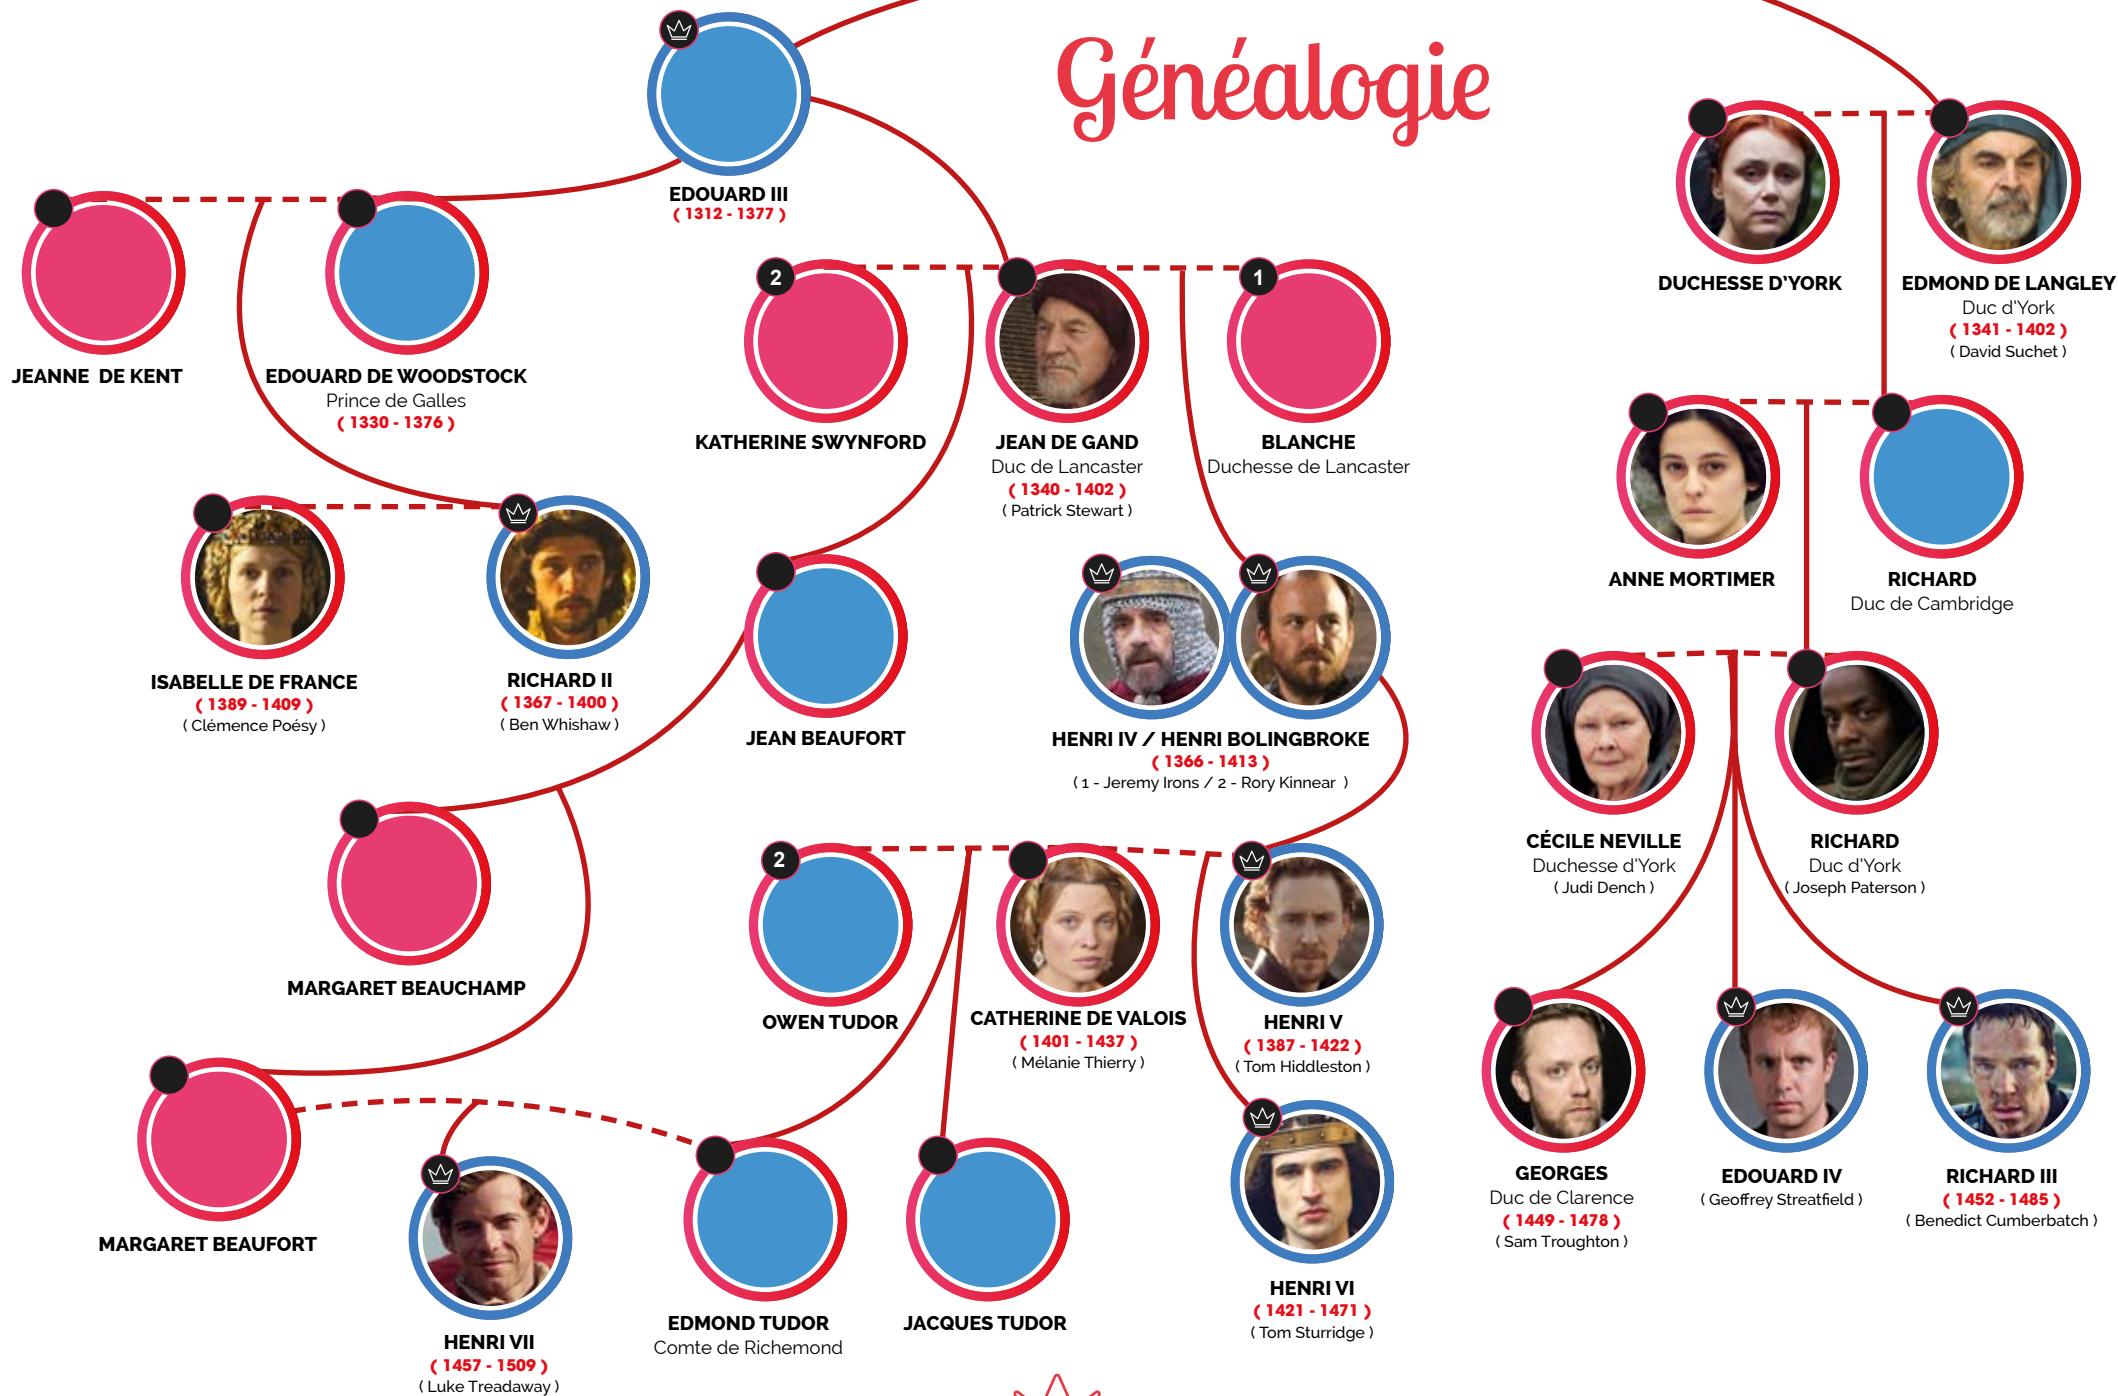 Généalogie
EDOUARD III
( 1312 - 1377 )
DUCHESSE D'YORK
EDMOND DE LANGLEY
Duc d'York
( 1341 - 1402 )
( David Suchet )
JEANNE DE KENT
EDOUARD DE WOODSTOCK
Prince de Galles
( 1330 - 1376 )
2
1
KATHERINE SWYNFORD
JEAN DE GAND
Duc de Lancaster
( 1340 - 1402 )
( Patrick Stewart )
BLANCHE
Duchesse de Lancaster
ANNE MORTIMER
RICHARD
Duc de Cambridge
ISABELLE DE FRANCE
( 1389 - 1409 )
( Clémence Poésy )
RICHARD II
( 1367 - 1400 )
( Ben Whishaw )
JEAN BEAUFORT
HENRI IV / HENRI BOLINGBROKE
( 1366 - 1413 )
( 1 - Jeremy Irons / 2 - Rory Kinnear )
CÉCILE NEVILLE
Duchesse d'York
( Judi Dench )
RICHARD
Duc d'York
( Joseph Paterson )
MARGARET BEAUCHAMP
2
OWEN TUDOR
CATHERINE DE VALOIS
( 1401 - 1437 )
( Mélanie Thierry )
HENRI V
( 1387 - 1422 )
( Tom Hiddleston )
GEORGES
Duc de Clarence
( 1449 - 1478 )
( Sam Troughton )
EDOUARD IV
( Geoffrey Streatfield )
RICHARD III
( 1452 - 1485 )
( Benedict Cumberbatch )
MARGARET BEAUFORT
HENRI VII
( 1457 - 1509 )
( Luke Treadaway )
EDMOND TUDOR
Comte de Richemond
JACQUES TUDOR
HENRI VI
( 1421 - 1471 )
( Tom Sturridge )